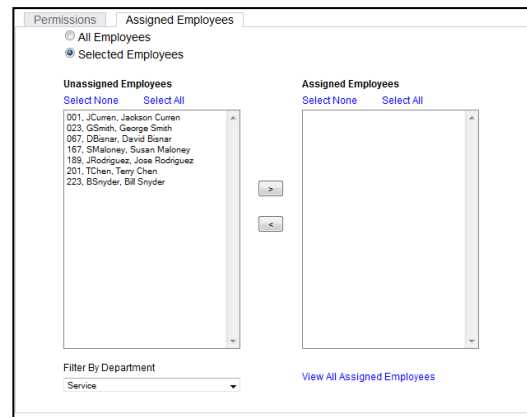 Permissions Assigned Employees
All Employees
Selected Employees
Unassigned Employees Assigned Employees
Select None Select All Select None Select All
001, JCurren, Jackson Curren
023, GSmith, George Smith
067, DBisnar, David Bisnar
167, SMaloney, Susan Maloney
189, JRodriguez, Jose Rodriguez
201, TChen, Terry Chen
223, BSnyder, Bill Snyder
>
<
Filter By Department
View All Assigned Employees
Service